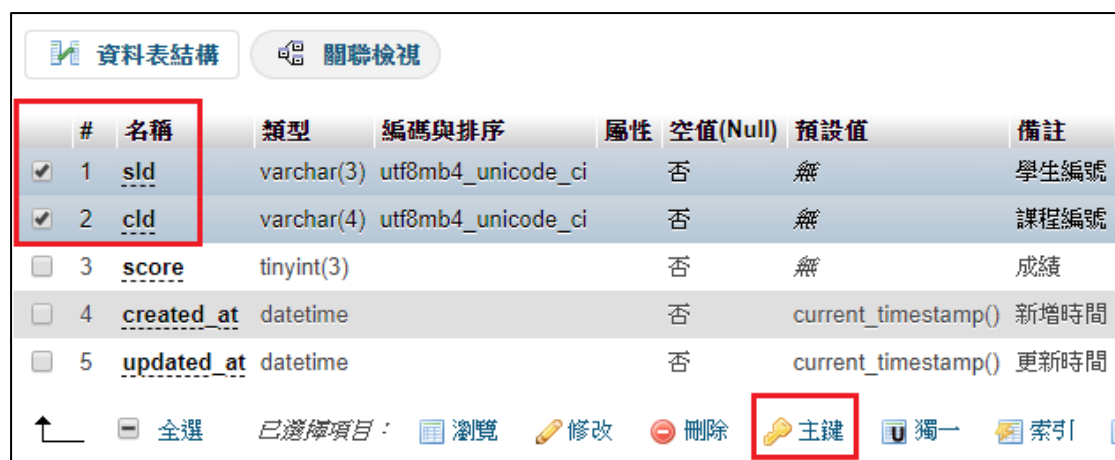 資料表結構 關聯檢視
# 名稱 類型 編碼與排序 屬性 空值(Null) 預設值 備註
1 sId varchar(3) utf8mb4_unicode_ci 否 無 學生編號
2 cId varchar(4) utf8mb4_unicode_ci 否 無 課程編號
3 score tinyint(3) 否 無 成績
4 created_at datetime 否 current_timestamp() 新增時間
5 updated_at datetime 否 current_timestamp() 更新時間
全選 已選擇項目： 瀏覽 修改 刪除 主鍵 U 獨一 索引